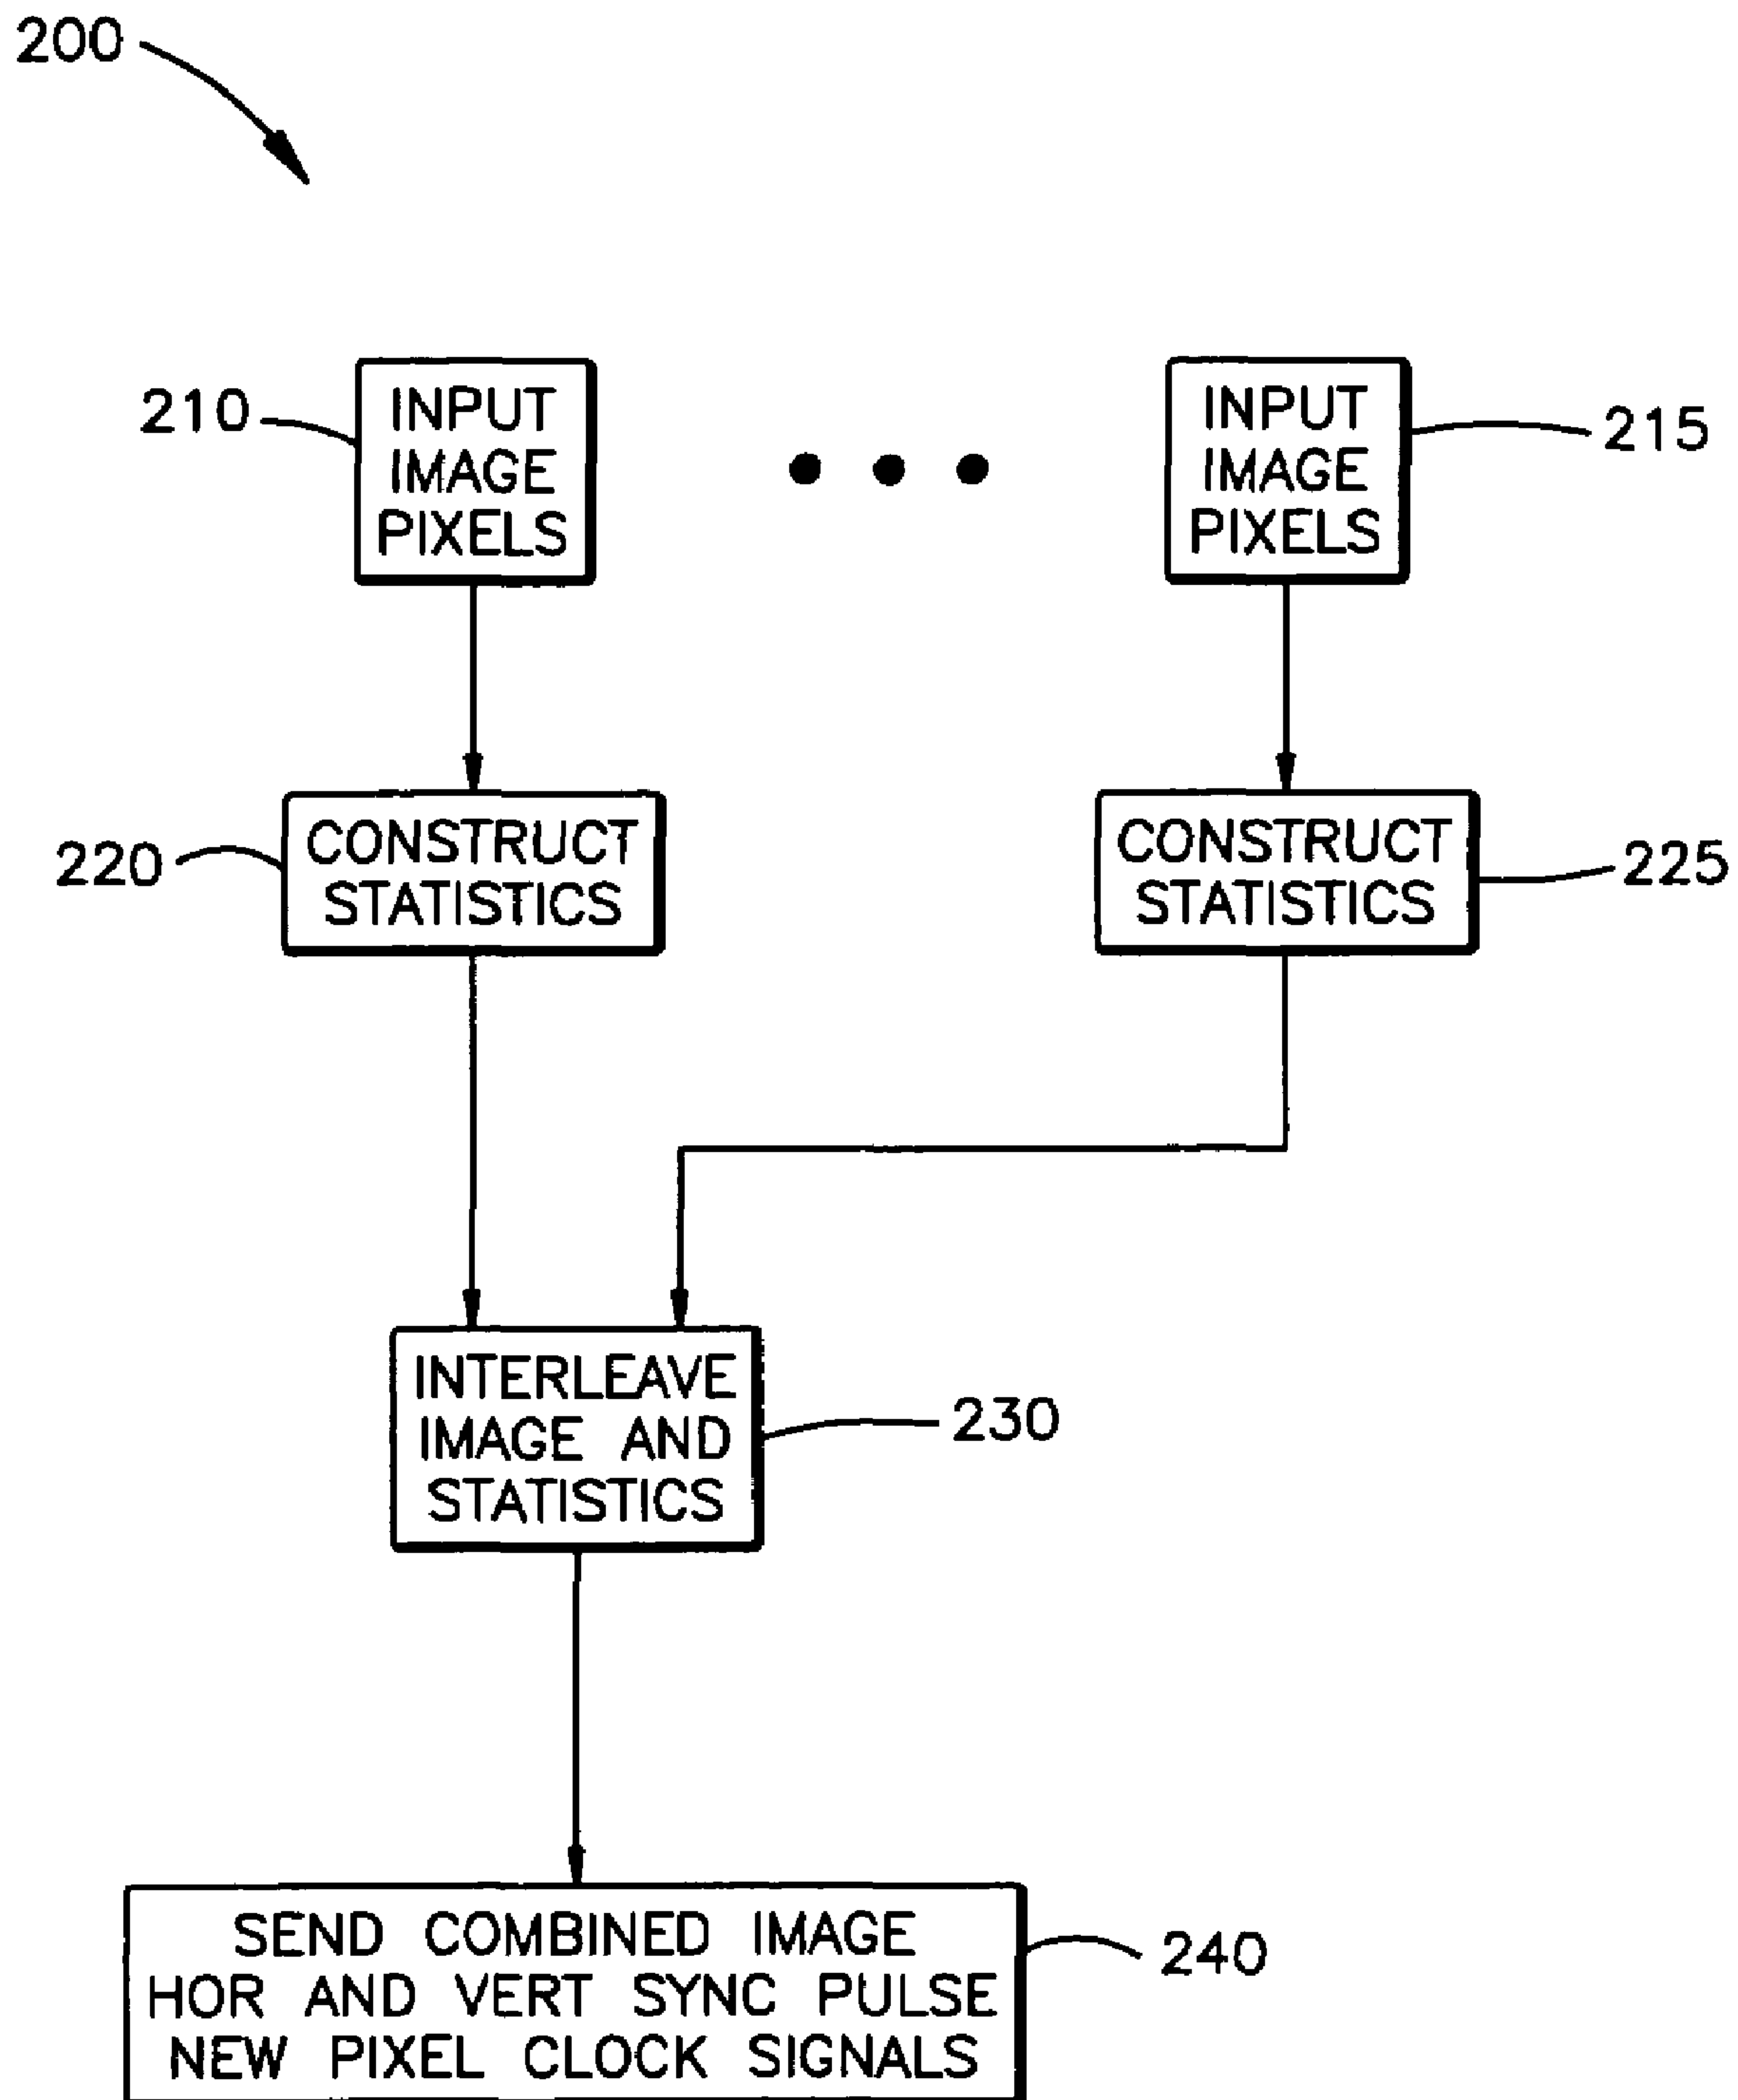 200
210
INPUT
IMAGE
PIXELS
INPUT
IMAGE
PIXELS
215
220
CONSTRUCT
STATISTICS
CONSTRUCT
STATISTICS
225
INTERLEAVE
IMAGE AND
STATISTICS
230
SEND COMBINED IMAGE
HOR AND VERT SYNC PULSE
NEW PIXEL CLOCK SIGNALS
240